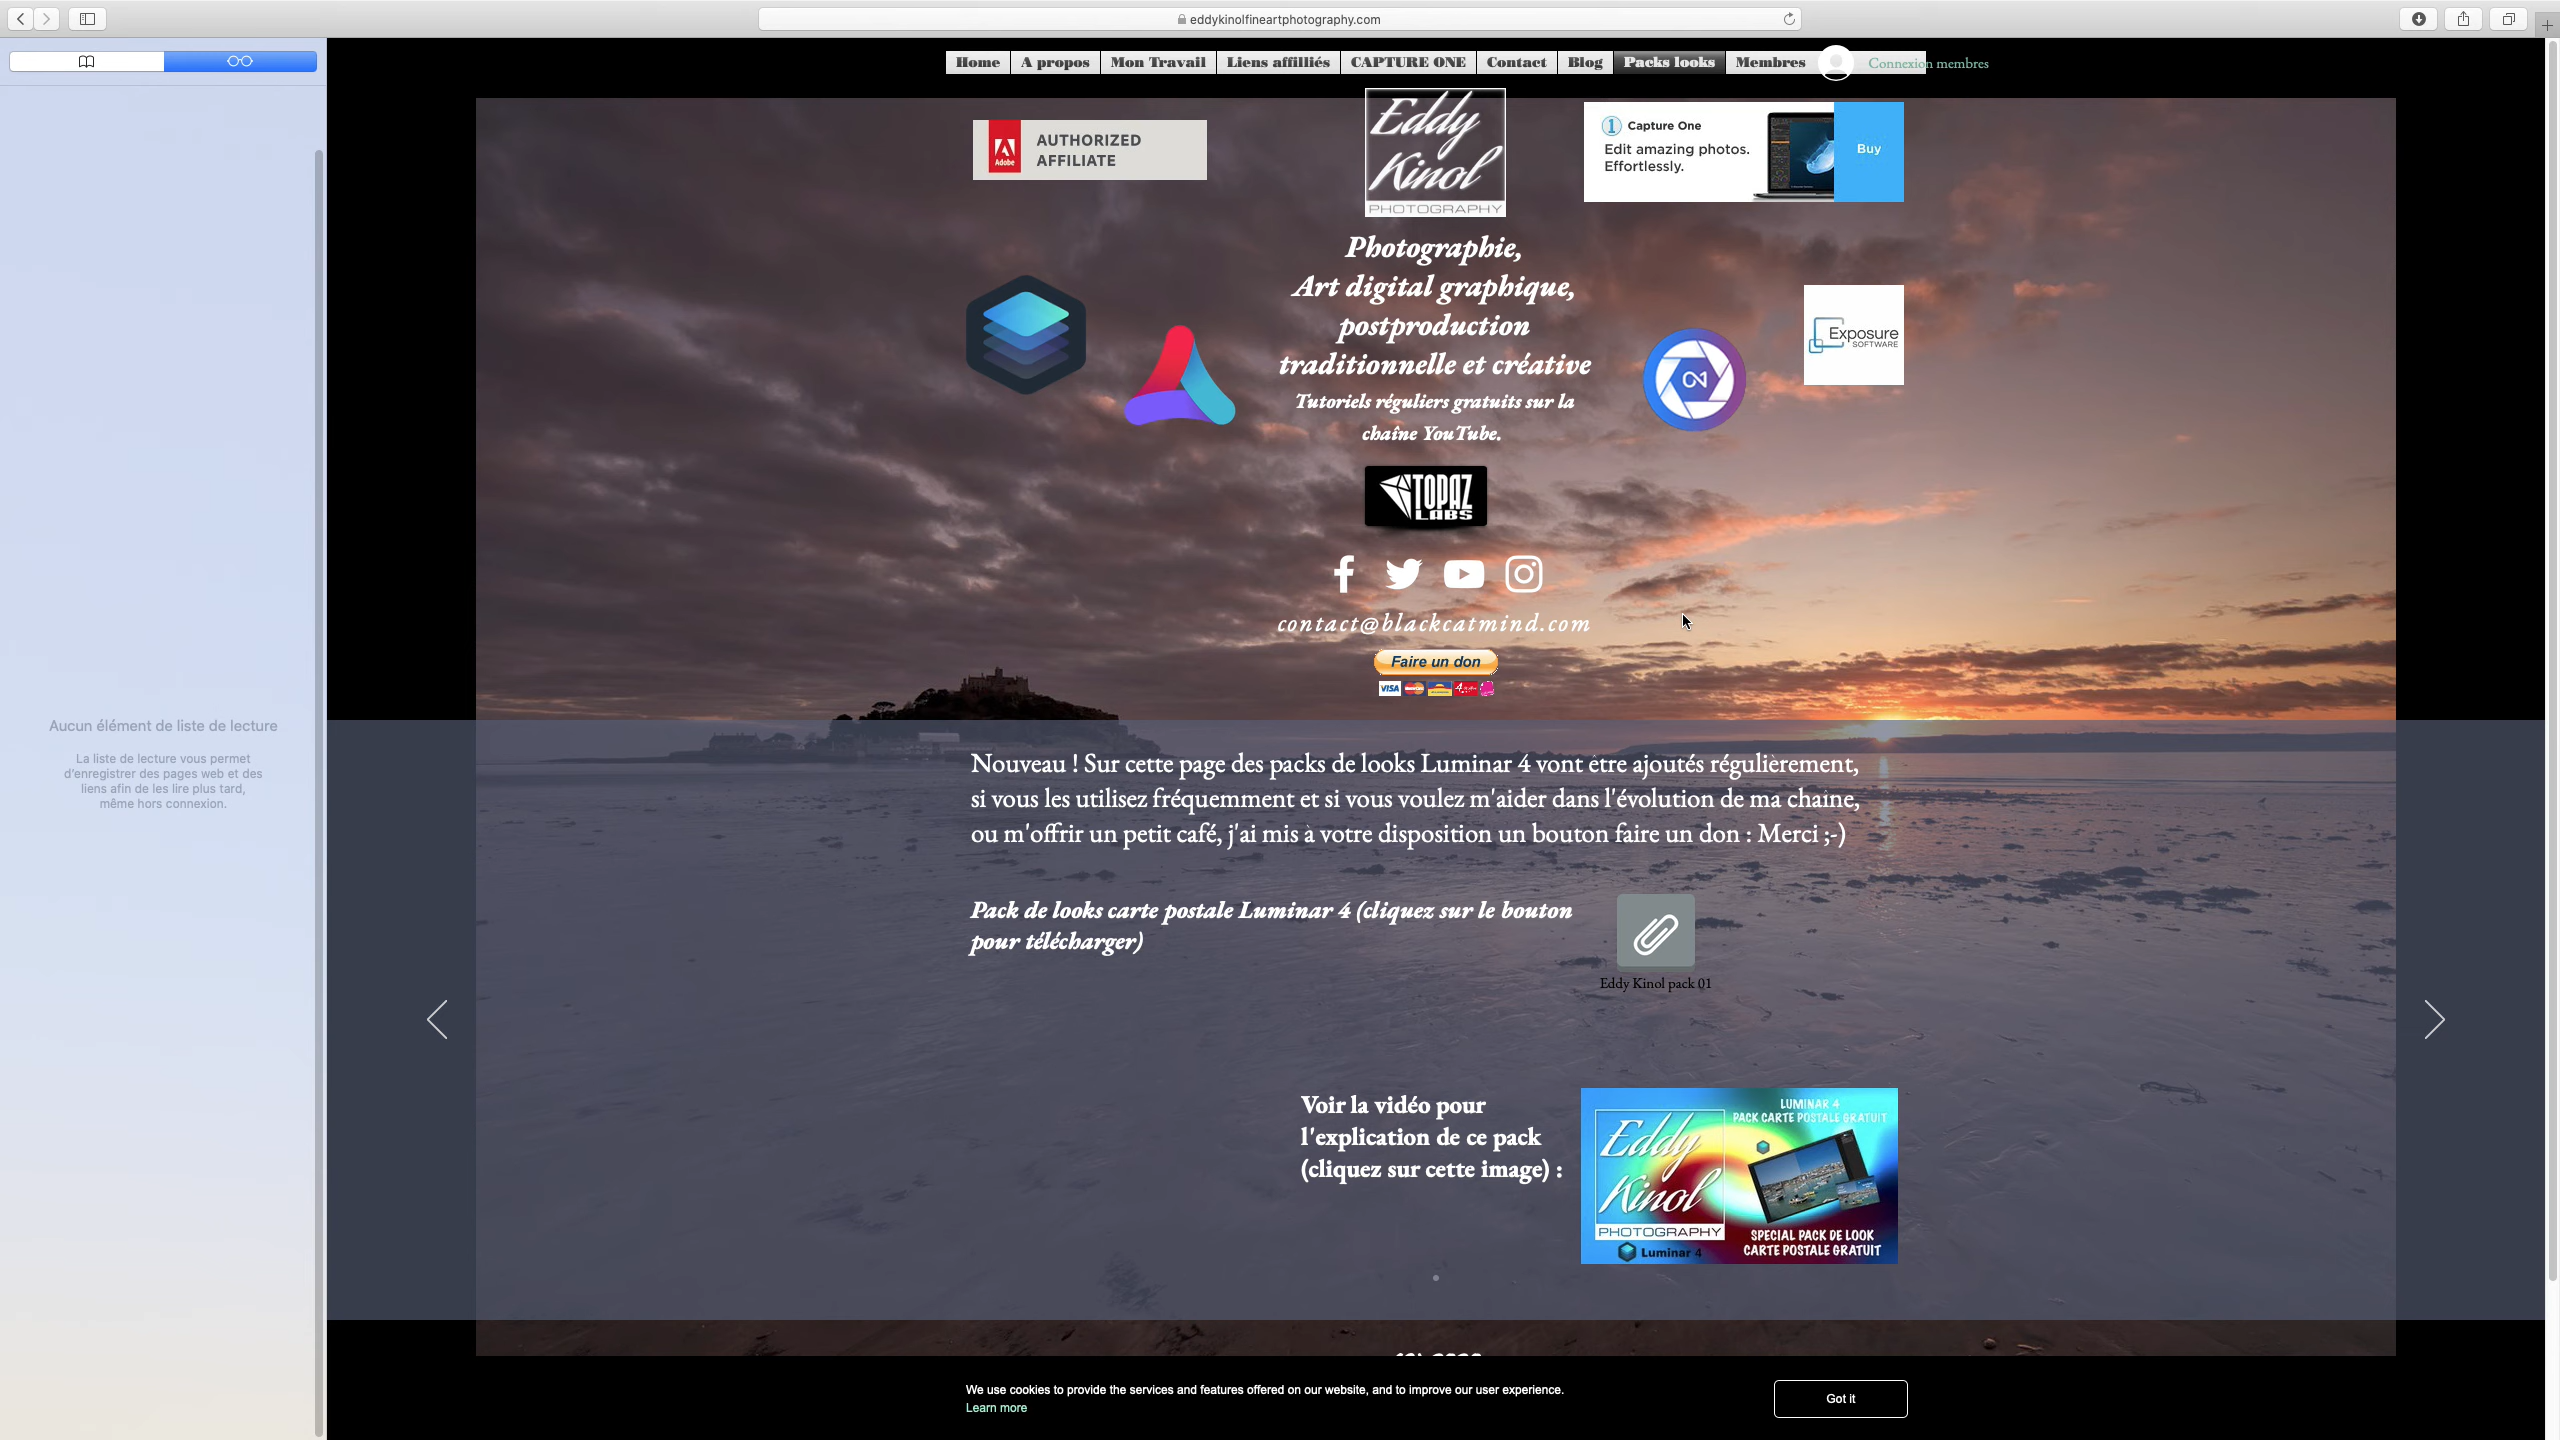 eddykinolfineartphotography.com
Home A propos Mon Travail Liens affilliés CAPTURE ONE Contact Blog Packs looks Membres Connexion membres
Adobe
AUTHORIZED
AFFILIATE
Eddy
Kinol
PHOTOGRAPHY
1 Capture One
Edit amazing photos.
Effortlessly.
Buy
Photographie,
Art digital graphique,
postproduction
traditionnelle et créative
Tutoriels réguliers gratuits sur la
chaîne YouTube.
Exposure
SOFTWARE
TOPAZ
LABS
contact@blackcatmind.com
Faire un don
VISA
Aucun élément de liste de lecture
La liste de lecture vous permet
d'enregistrer des pages web et des
liens afin de les lire plus tard,
même hors connexion.
Nouveau ! Sur cette page des packs de looks Luminar 4 vont être ajoutés régulièrement,
si vous les utilisez fréquemment et si vous voulez m'aider dans l'évolution de ma chaine,
ou m'offrir un petit café, j'ai mis à votre disposition un bouton faire un don : Merci ;-)
Pack de looks carte postale Luminar 4 (cliquez sur le bouton
pour télécharger)
Eddy Kinol pack 01
Voir la vidéo pour
l'explication de ce pack
(cliquez sur cette image) :
LUMINAR 4
PACK CARTE POSTALE GRATUIT
Eddy
Kinol
PHOTOGRAPHY
Luminar 4
SPECIAL PACK DE LOOK
CARTE POSTALE GRATUIT
We use cookies to provide the services and features offered on our website, and to improve our user experience.
Learn more
Got it